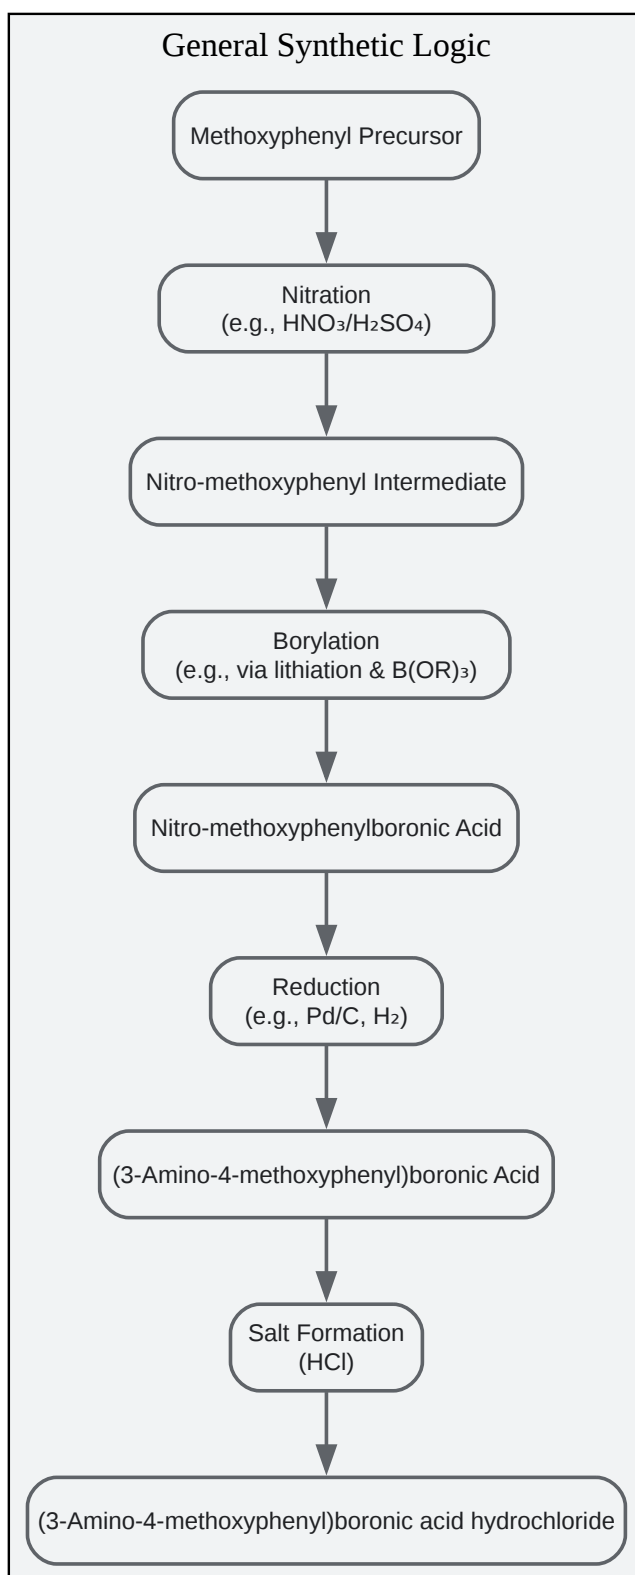 General Synthetic Logic
Methoxyphenyl Precursor
Nitration
(e.g., HNO₃/H₂SO₄)
Nitro-methoxyphenyl Intermediate
Borylation
(e.g., via lithiation & B(OR)₃)
Nitro-methoxyphenylboronic Acid
Reduction
(e.g., Pd/C, H₂)
(3-Amino-4-methoxyphenyl)boronic Acid
Salt Formation
(HCl)
(3-Amino-4-methoxyphenyl)boronic acid hydrochloride